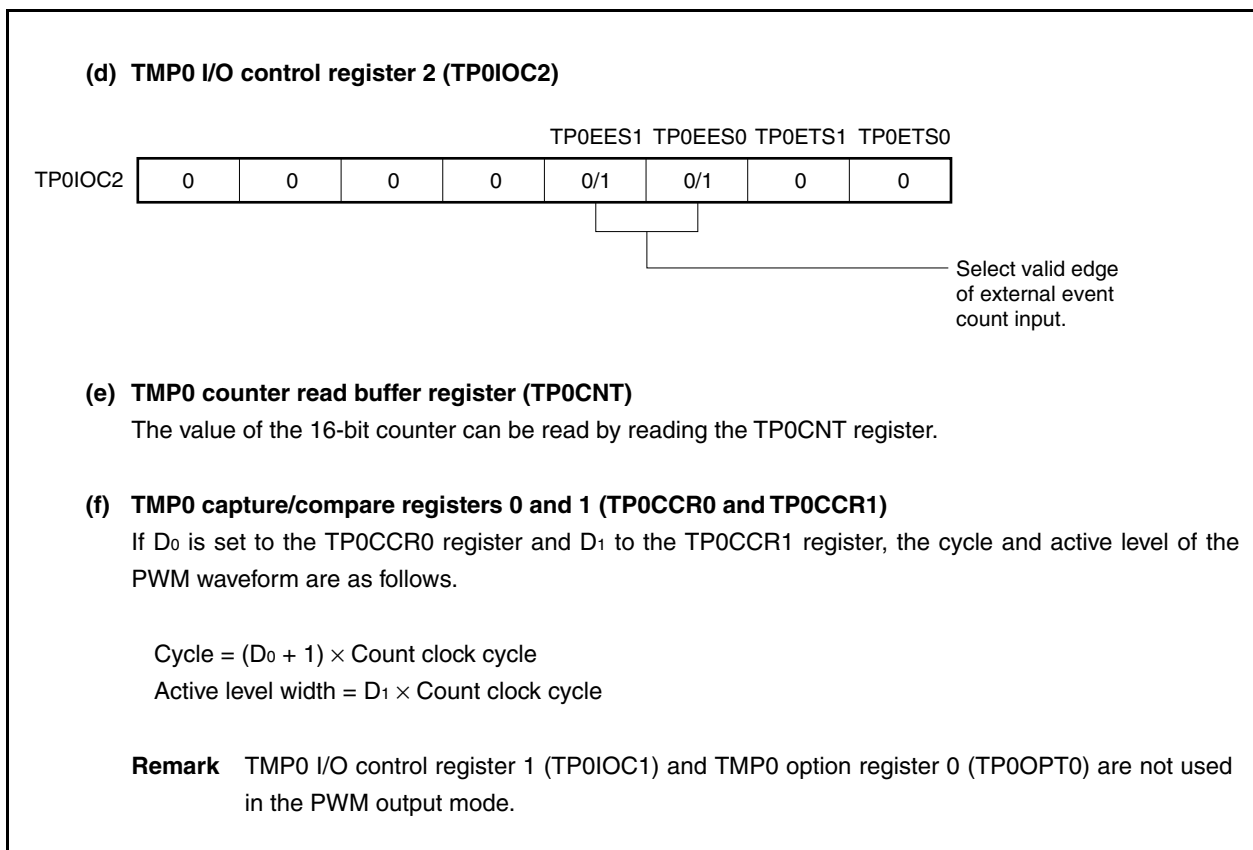 (d) TMP0 I/O control register 2 (TP0IOC2)
TP0EES1 TP0EES0 TP0ETS1 TP0ETS0
TP0IOC2 0 0 0 0 0/1 0/1 0 0
Select valid edge
of external event
count input.
(e) TMP0 counter read buffer register (TP0CNT)
The value of the 16-bit counter can be read by reading the TP0CNT register.
(f) TMP0 capture/compare registers 0 and 1 (TP0CCR0 and TP0CCR1)
If D0 is set to the TP0CCR0 register and D1 to the TP0CCR1 register, the cycle and active level of the
PWM waveform are as follows.
Cycle = (D0 + 1) × Count clock cycle
Active level width = D1 × Count clock cycle
Remark TMP0 I/O control register 1 (TP0IOC1) and TMP0 option register 0 (TP0OPT0) are not used
in the PWM output mode.